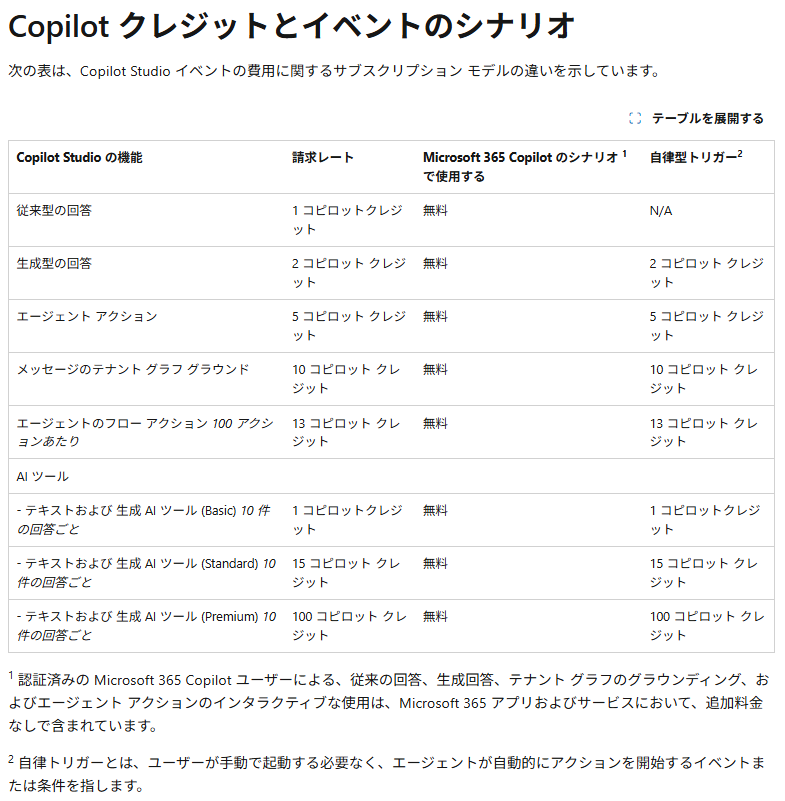 Copilot クレジットとイベントのシナリオ
次の表は、Copilot Studio イベントの費用に関するサブスクリプション モデルの違いを示しています。
テーブルを展開する
Copilot Studio の機能
請求レート
Microsoft 365 Copilot のシナリオ 1
で使用する
自律型トリガー2
従来型の回答
1 コピロットクレジ
ット
無料
N/A
生成型の回答
2 コピロット クレジ
ット
無料
2 コピロット クレジ
ット
エージェント アクション
5 コピロット クレジ
ット
無料
5 コピロット クレジ
ット
メッセージのテナント グラフ グラウンド
10 コピロット クレ
ジット
無料
10 コピロット クレ
ジット
エージェントのフロー アクション 100 アクシ
ョンあたり
13 コピロット クレ
ジット
無料
13 コピロット クレ
ジット
AI ツール
- テキストおよび 生成 AI ツール (Basic) 10 件
の回答ごと
1 コピロットクレジ
ット
無料
1 コピロットクレジ
ット
- テキストおよび 生成 AI ツール (Standard) 10
件の回答ごと
15 コピロット クレ
ジット
無料
15 コピロット クレ
ジット
- テキストおよび 生成 AI ツール (Premium) 10
件の回答ごと
100 コピロット クレ
ジット
無料
100 コピロット クレ
ジット
1 認証済みの Microsoft 365 Copilot ユーザーによる、従来の回答、生成回答、テナント グラフのグラウンディング、お
よびエージェント アクションのインタラクティブな使用は、Microsoft 365 アプリおよびサービスにおいて、追加料金
なしで含まれています。
2 自律トリガーとは、ユーザーが手動で起動する必要なく、エージェントが自動的にアクションを開始するイベントま
たは条件を指します。